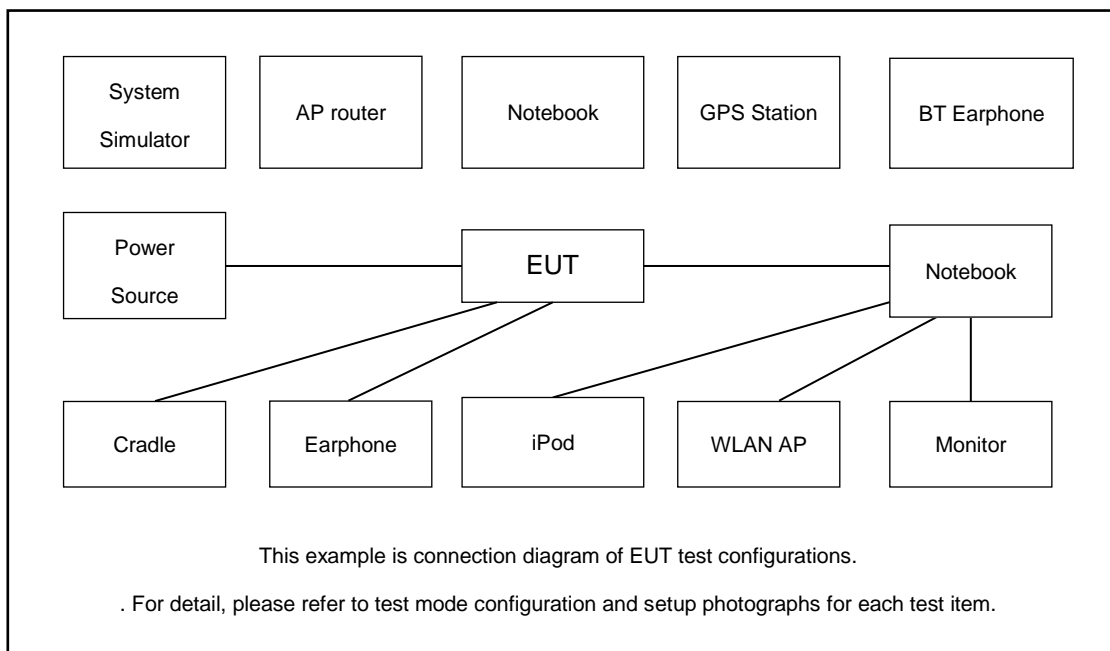 System
Simulator
AP router
Notebook
GPS Station
BT Earphone
Power
Source
EUT
Notebook
Cradle
Earphone
iPod
WLAN AP
Monitor
This example is connection diagram of EUT test configurations.
. For detail, please refer to test mode configuration and setup photographs for each test item.